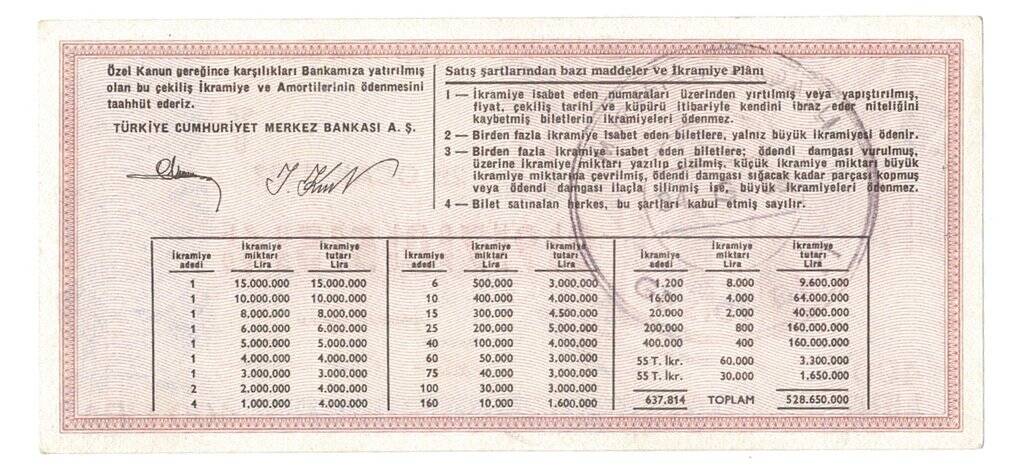 Özel Kanun gereğince karşılıkları Bankamıza yatırılmış
olan bu çekiliş İkramiye ve Amortilerinin ödenmesini
taahhüt ederiz.
TÜRKİYE CUMHURİYET MERKEZ BANKASI A. Ş.
Satış şartlarından bazı maddeler ve İkramiye Plânı
1 — İkramiye isabet eden numaraları üzerinden yırtılmış veya yapıştırılmış,
fiyat, çekiliş tarihi ve küpürü itibariyle kendini ibraz eder niteliğini
kaybetmiş biletlerin ikramiyeleri ödenmez.
2 — Birden fazla ikramiye isabet eden biletlere, yalnız büyük ikramiyesi ödenir.
3 — Birden fazla ikramiye isabet eden biletlere; ödendi damgası vurulmuş,
üzerine ikramiye miktarı yazılıp çizilmiş, küçük ikramiye miktarı büyük
ikramiye miktarına çevrilmiş, ödendi damgası sığacak kadar parçası kopmuş
veya ödendi damgası ilaçla silinmiş ise, büyük ikramiyeleri ödenmez.
4 — Bilet satınalan herkes, bu şartları kabul etmiş sayılır.
İkramiye adedi İkramiye miktarı Lira İkramiye tutarı Lira
1 15.000.000 15.000.000
1 10.000.000 10.000.000
1 8,000.000 8,000.000
1 6.000.000 6.000.000
1 5.000.000 5.000.000
1 4.000.000 4.000.000
1 3.000.000 3.000.000
2 2.000.000 4.000.000
4 1,000.000 4.000.000
İkramiye adedi İkramiye miktarı Lira İkramiye tutarı Lira
6 500.000 3,000.000
10 400.000 4,000.000
15 300.000 4.500.000
25 200,000 5,000.000
40 100.000 4,000.000
60 50.000 3.000.000
75 40.000 3.000.000
100 30.000 3.000.000
160 10,000 1.600.000
İkramiye adedi İkramiye miktarı Lira İkramiye tutarı Lira
1.200 8.000 9.600.000
16.000 4.000 64.000.000
20.000 2.000 40.000.000
200.000 800 160.000.000
400.000 400 160.000.000
55 T. İkr. 60.000 3.300.000
55 T. İkr. 30.000 1.650.000
637.814 TOPLAM 528.650.000